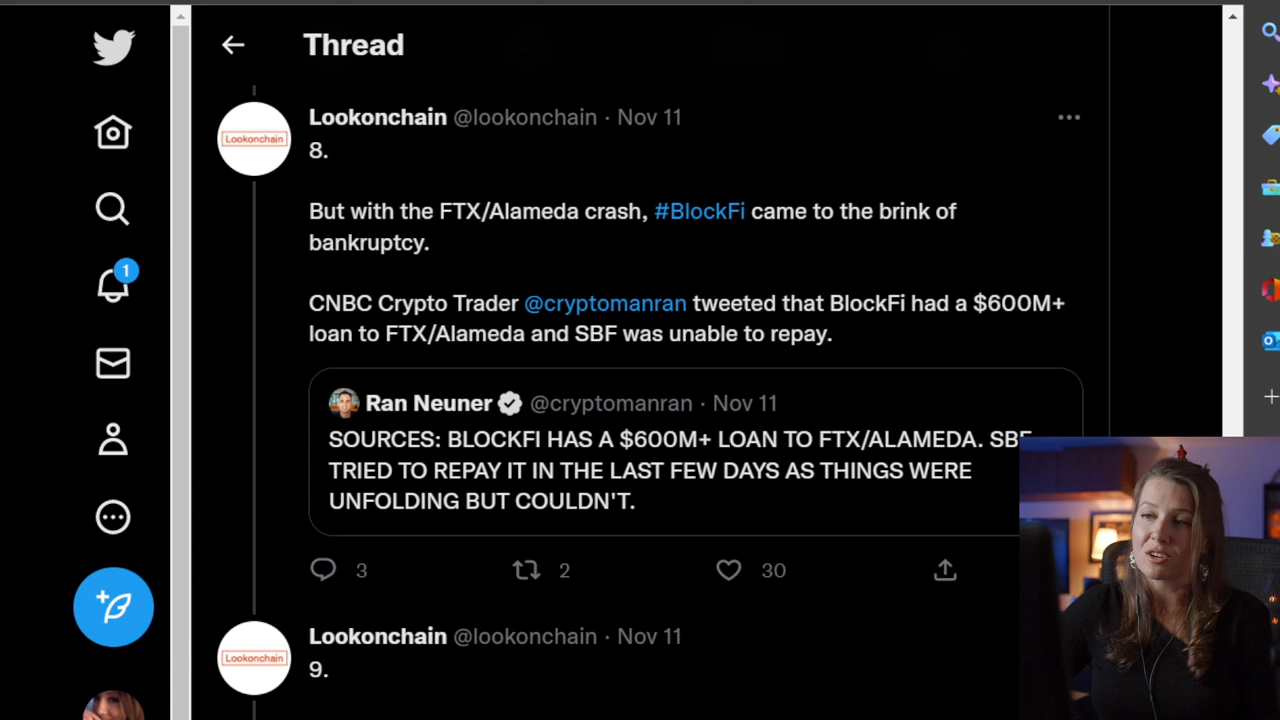 Thread
Lookonchain @lookonchain · Nov 11
Lookonchain
8.
But with the FTX/Alameda crash, #BlockFi came to the brink of
bankruptcy.
CNBC Crypto Trader @cryptomanran tweeted that BlockFi had a $600M+
loan to FTX/Alameda and SBF was unable to repay.
1
Ran Neuner @cryptomanran · Nov 11
SOURCES: BLOCKFI HAS A $600M+ LOAN TO FTX/ALAMEDA. SBF
TRIED TO REPAY IT IN THE LAST FEW DAYS AS THINGS WERE
UNFOLDING BUT COULDN'T.
3 2 30
Lookonchain @lookonchain · Nov 11
Lookonchain
9.